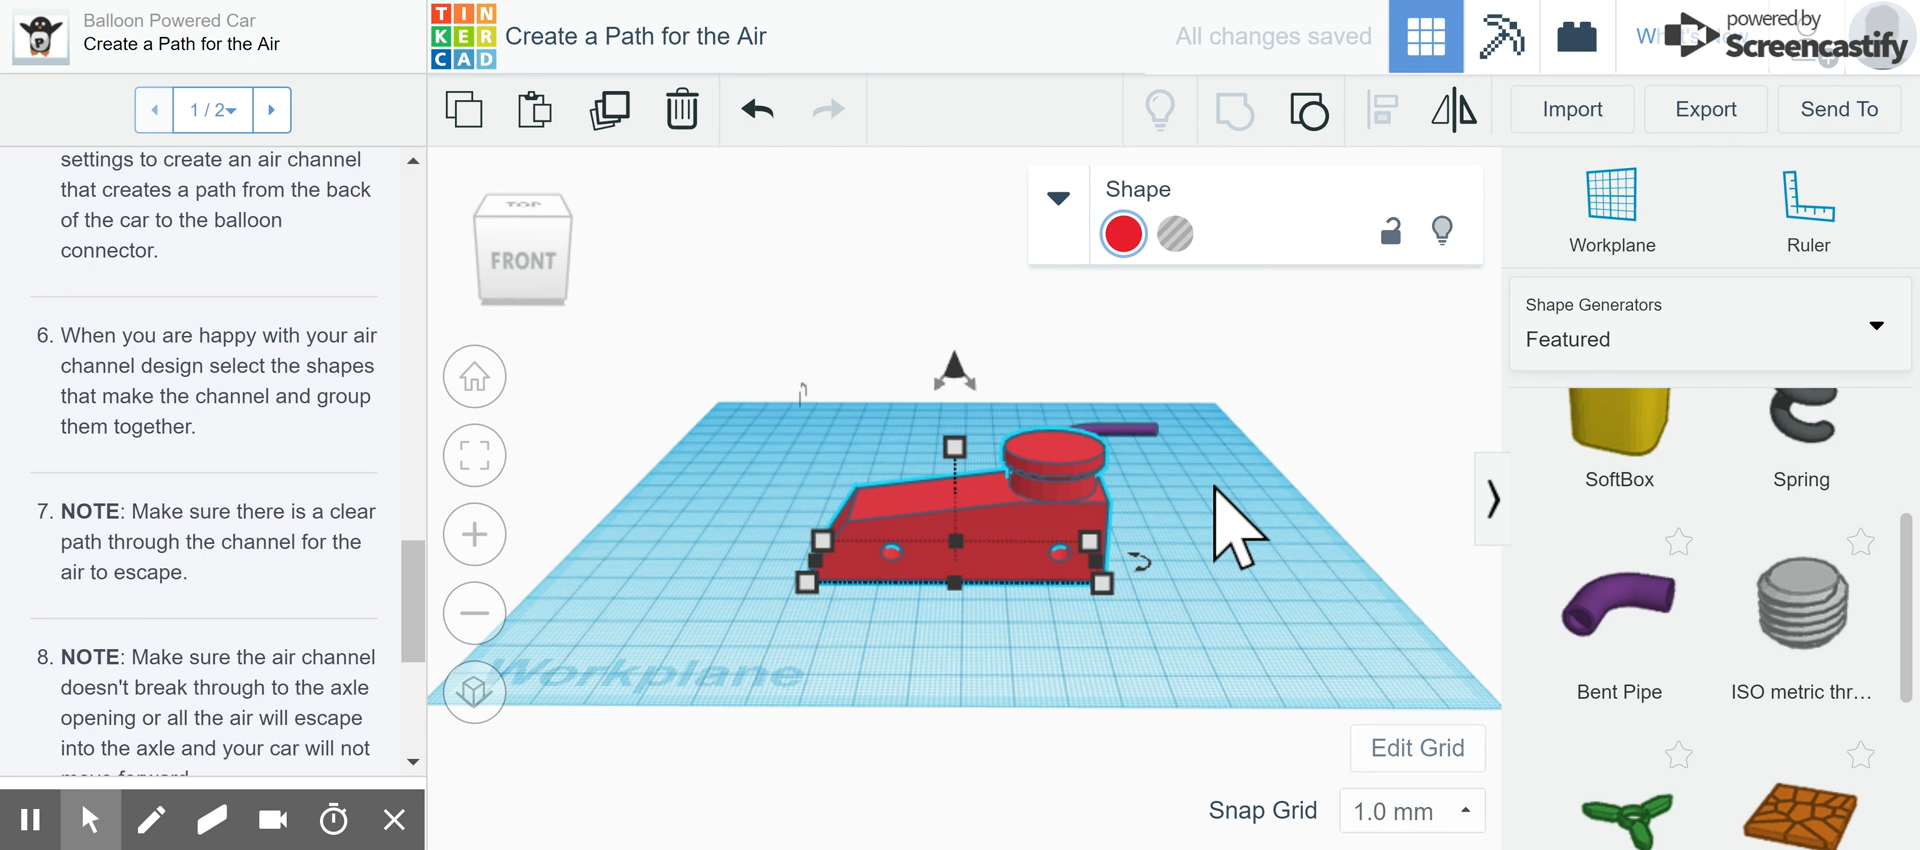 Balloon Powered Car
Create a Path for the Air
TIN
KER
CAD
Create a Path for the Air
All changes saved
powered by
Screencastify
1 / 2
Import
Export
Send To
settings to create an air channel
that creates a path from the back
of the car to the balloon
connector.
6. When you are happy with your air
channel design select the shapes
that make the channel and group
them together.
7. NOTE: Make sure there is a clear
path through the channel for the
air to escape.
8. NOTE: Make sure the air channel
doesn't break through to the axle
opening or all the air will escape
into the axle and your car will not
TOP
FRONT
Shape
Workplane
Edit Grid
Snap Grid
1.0 mm
Workplane
Ruler
Shape Generators
Featured
SoftBox
Spring
Bent Pipe
ISO metric thr...